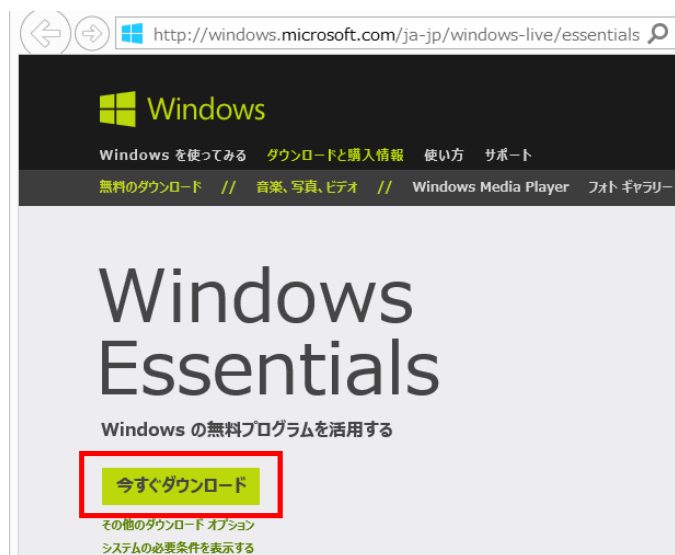 http://windows.microsoft.com/ja-jp/windows-live/essentials
Windows
Windows を使ってみる ダウンロードと購入情報 使い方 サポート
無料のダウンロード // 音楽、写真、ビデオ // Windows Media Player フォト ギャラリー
Windows
Essentials
Windows の無料プログラムを活用する
今すぐダウンロード
その他のダウンロード オプション
システムの必要条件を表示する